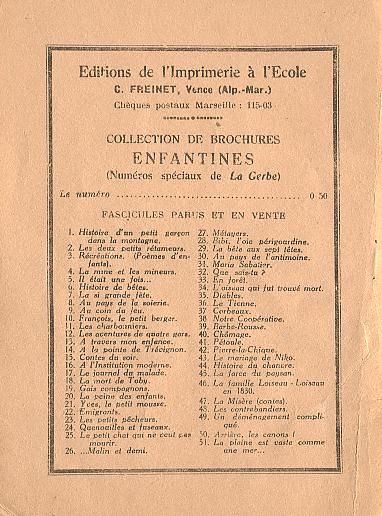 Editions de l'Imprimerie à l'Ecole
C. FREINET, Vence (Alp.-Mar.)
Chèques postaux Marseille : 115-03
COLLECTION DE BROCHURES
ENFANTINES
(Numéros spéciaux de La Gerbe)
Le numéro ........................................ 0 50
FASCICULES PARUS ET EN VENTE
1. Histoire d'un petit garçon
dans la montagne.
2. Les deux petits rétameurs.
3. Récréations. (Poèmes d'en-
fants).
4. La mine et les mineurs.
5. Il était une fois...
6. Histoire de bêtes.
7. La si grande fête.
8. Au pays de la soierie.
9. Au coin du feu.
10. François, le petit berger.
11. Les charbonniers.
12. Les aventures de quatre gars.
13. A travers mon enfance.
14. A la pointe de Trévignon.
15. Contes du soir.
16. A l'Institution moderne.
17. Le journal du malade.
18. La mort de Toby.
19. Gais compagnons.
20. La peine des enfants.
21. Yves, le petit mousse.
22. Emigrants.
23. Les petits pêcheurs.
24. Quenouilles et fuseaux.
25. Le petit chat qui ne veut pas
mourir.
26. ...Malin et demi.
27. Métayers.
28. Bibi, l'oie périgourdine.
29. La bête aux sept têtes.
30. Au pays de l'antimoine.
31. Maria Sabatier.
32. Que sais-tu ?
33. En forêt.
34. L'oiseau qui fut trouvé mort.
35. Diables.
36. Le Tienne.
37. Corbeaux.
38. Notre Coopérative.
39. Barbe-Rousse.
40. Chômage.
41. Pétoule.
42. Pierre-la-Chique.
43. Le mariage de Niko.
44. Histoire du chanvre.
45. La farce du paysan.
46. La famille Loiseau - Loiseau
en 1830.
47. La Misère (contes).
48. Les contrebandiers.
49. Un déménagement compli-
qué.
50. Arrière, les canons !
51. La plaine est vaste comme
une mer...